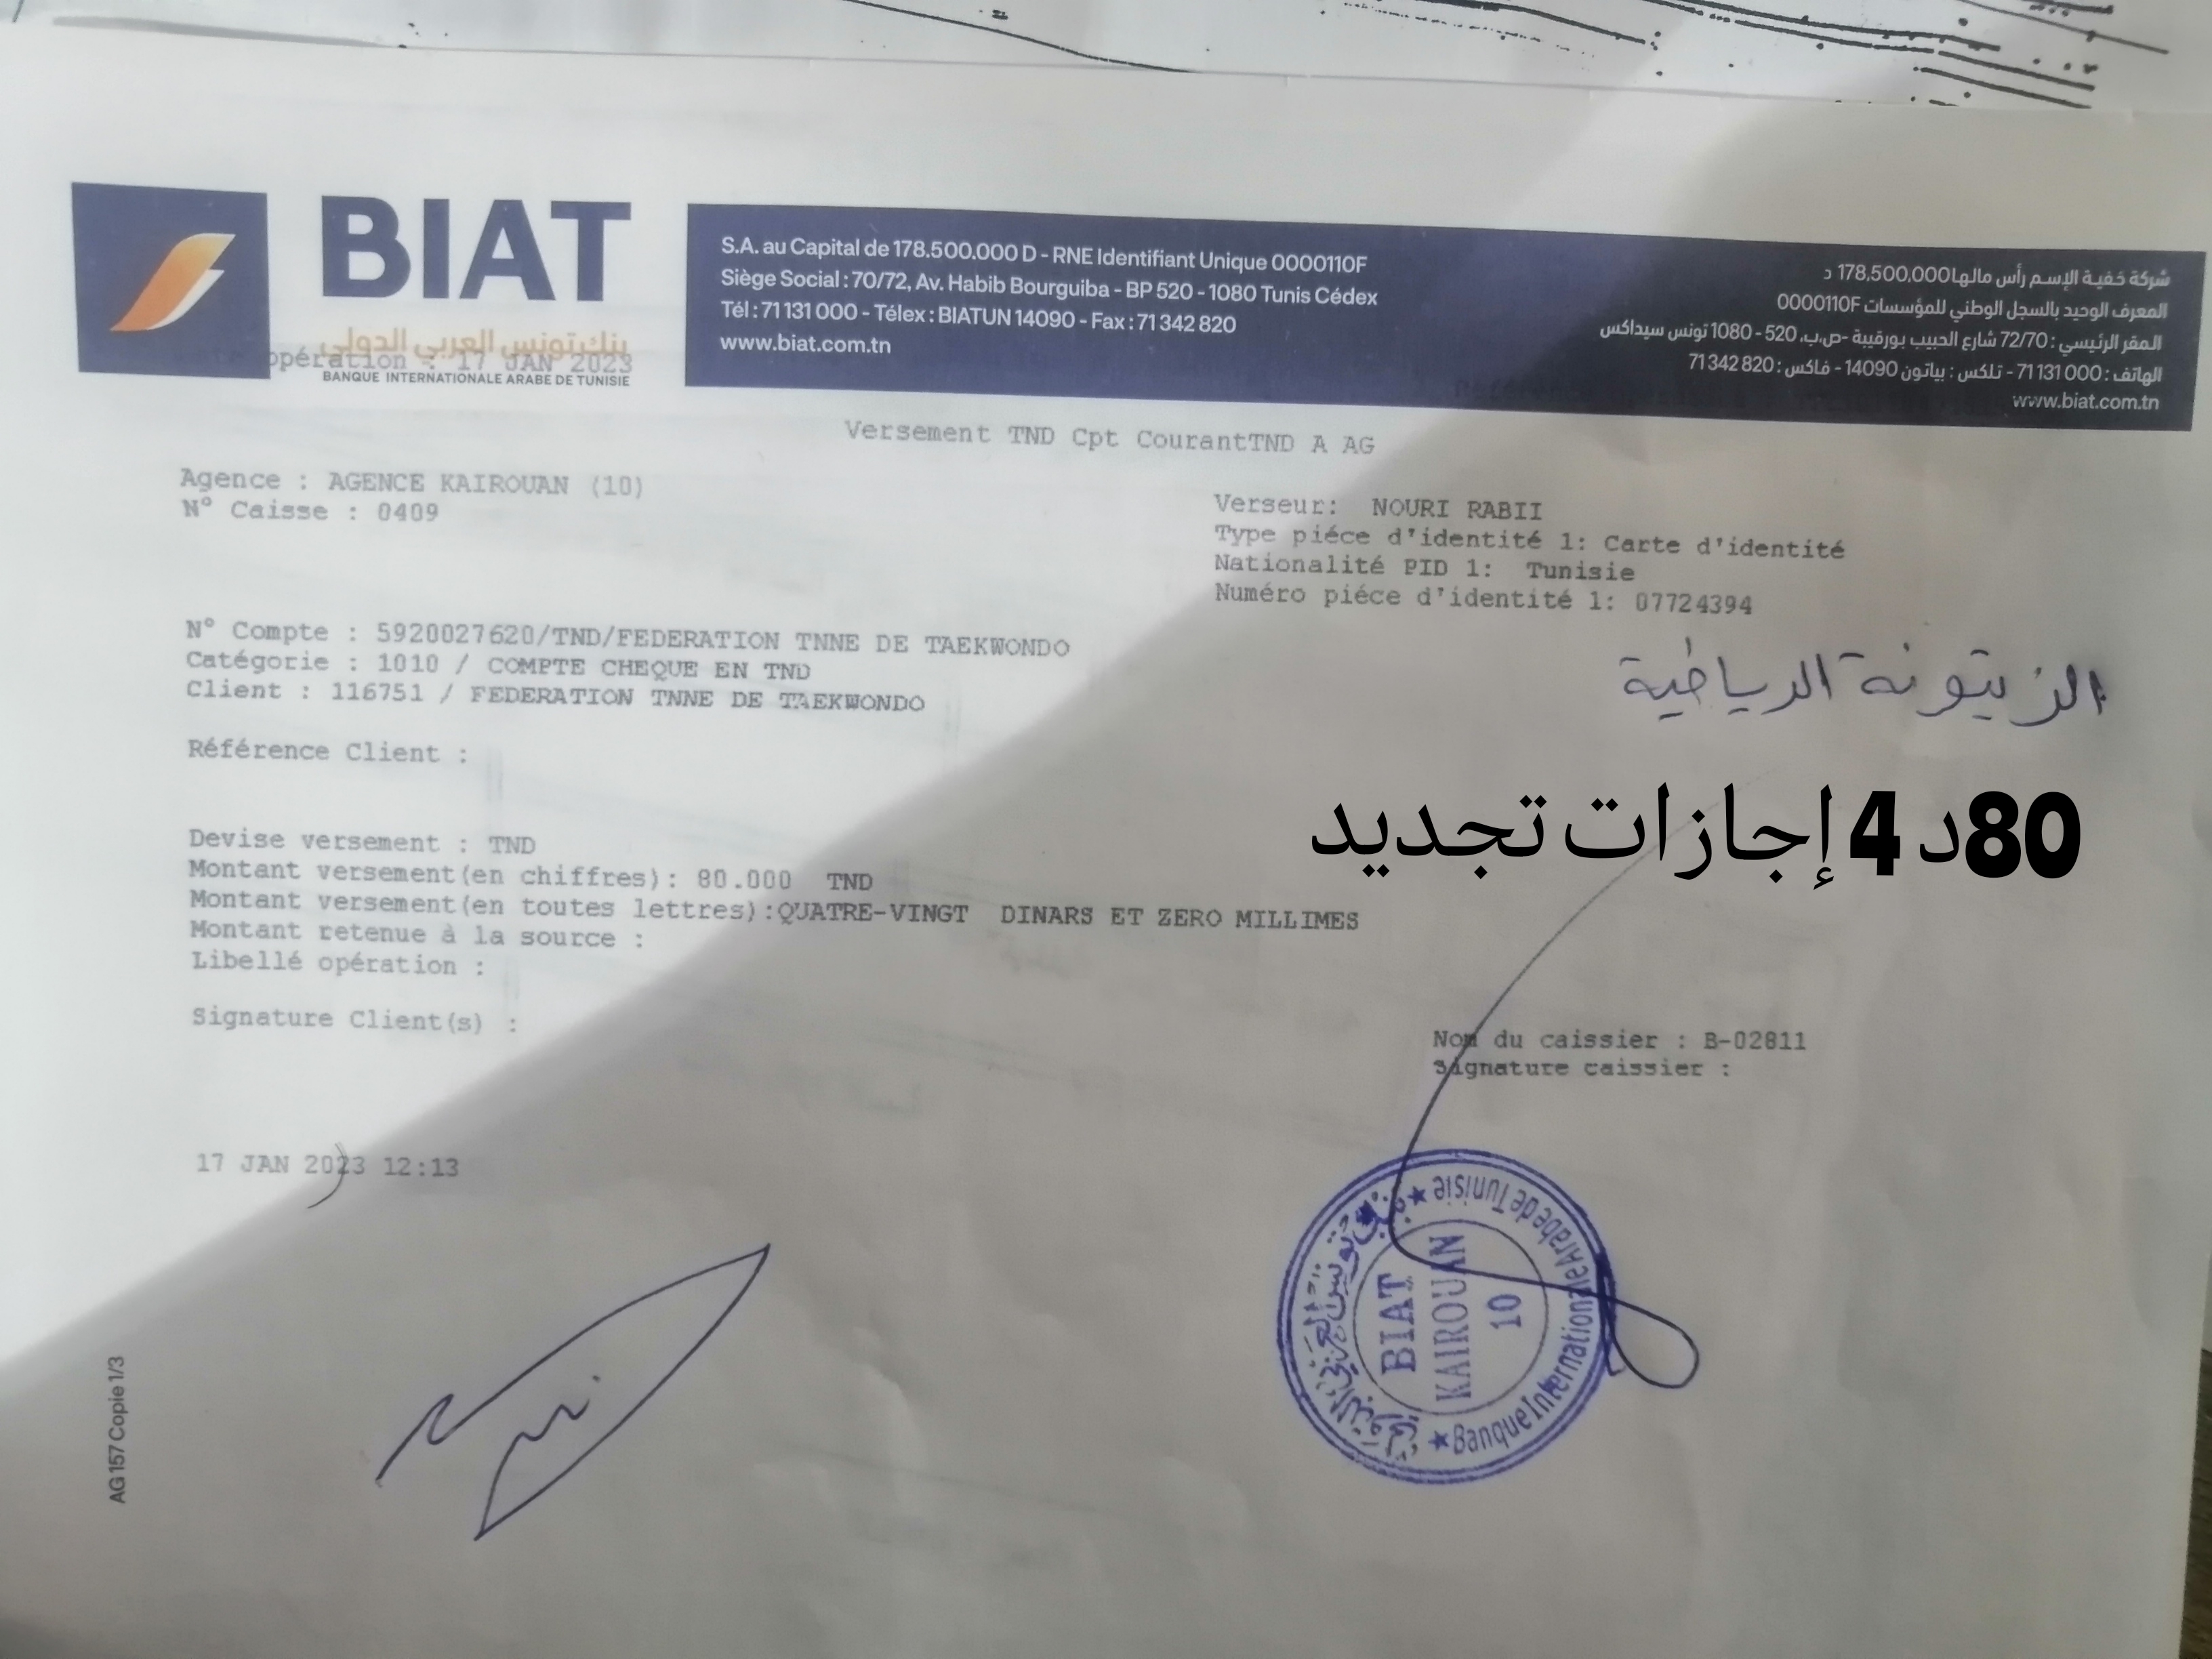 BIAT
بنك تونس العربي الدولي
opération : 17 JAN 2023
BANQUE INTERNATIONALE ARABE DE TUNISIE
S.A. au Capital de 178.500.000 D - RNE Identifiant Unique 0000110F
Siège Social : 70/72, Av. Habib Bourguiba - BP 520 - 1080 Tunis Cédex
Tél : 71 131 000 - Télex : BIATUN 14090 - Fax : 71 342 820
www.biat.com.tn
شركة خفية الإسم رأس مالها 178,500,000 د
المعرف الوحيد بالسجل الوطني للمؤسسات 0000110F
المقر الرئيسي : 72/70 شارع الحبيب بورقيبة -ص.ب. 520 - 1080 تونس سيداكس
الهاتف : 71 131 000 - تلكس : بياتون 14090 - فاكس : 71 342 820
www.biat.com.tn
Versement TND Cpt CourantTND A AG
Agence : AGENCE KAIROUAN (10)
N° Caisse : 0409
Verseur: NOURI RABII
Type piéce d'identité 1: Carte d'identité
Nationalité PID 1: Tunisie
Numéro piéce d'identité 1: 07724394
N° Compte : 5920027620/TND/FEDERATION TNNE DE TAEKWONDO
Catégorie : 1010 / COMPTE CHEQUE EN TND
Client : 116751 / FEDERATION TNNE DE TAEKWONDO
الزيتونة الرياضية
Référence Client :
80د 4 إجازات تجديد
Devise versement : TND
Montant versement(en chiffres): 80.000 TND
Montant versement(en toutes lettres):QUATRE-VINGT DINARS ET ZERO MILLIMES
Montant retenue à la source :
Libellé opération :
Signature Client(s) :
Nom du caissier : B-02811
Signature caissier :
17 JAN 2023 12:13
بنك تونس العربي الدولي
Banque Internationale Arabe de Tunisie
BIAT
KAIROUAN
10
AG 157 Copie 1/3